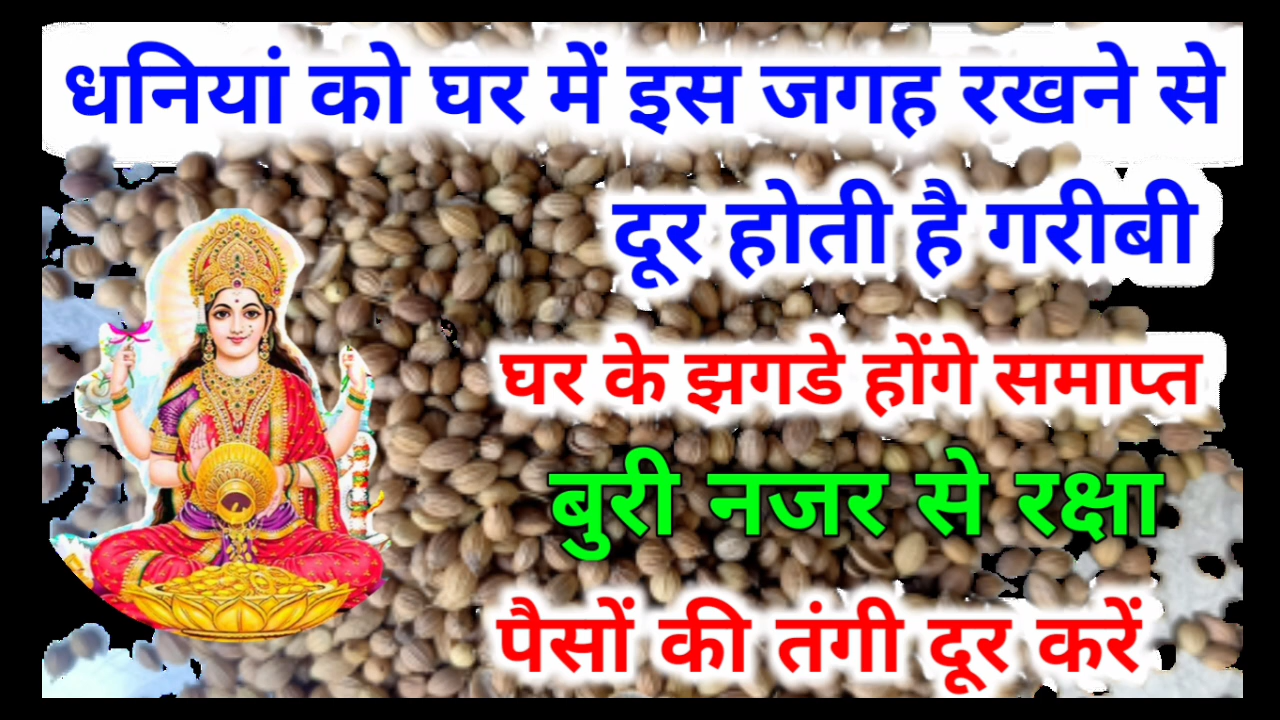 धनियां को घर में इस जगह रखने से
दूर होती है गरीबी
घर के झगडे होंगे समाप्त
बुरी नजर से रक्षा
पैसों की तंगी दूर करें